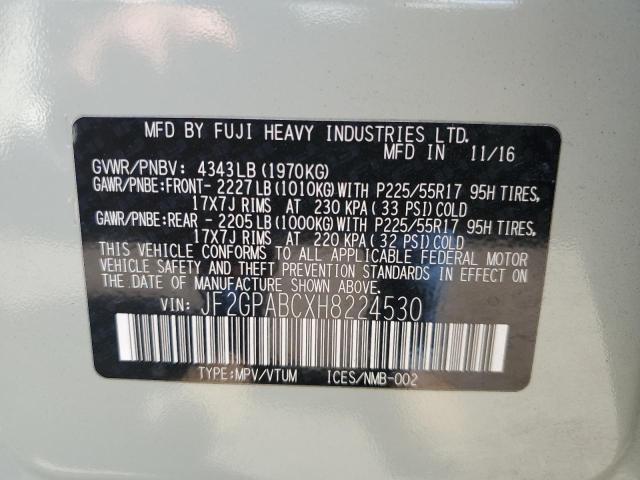 MFD BY FUJI HEAVY INDUSTRIES LTD.
MFD IN 11/16
GVWR/PNBV: 4343LB (1970KG)
GAWR/PNBE:FRONT- 2227LB (1010KG)WITH P225/55R17 95H TIRES,
17X7J RIMS AT 230 KPA ( 33 PSI) COLD
GAWR/PNBE:REAR - 2205LB (1000KG)WITH P225/55R17 95H TIRES,
17X7J RIMS AT 220 KPA ( 32 PSI) COLD
THIS VEHICLE CONFORMS TO ALL APPLICABLE FEDERAL MOTOR
VEHICLE SAFETY AND THEFT PREVENTION STANDARDS IN EFFECT ON
THE DATE OF MANUFACTURE SHOWN ABOVE.
VIN: JF2GPABCXH8224530
TYPE:MPV/VTUM ICES/NMB-002